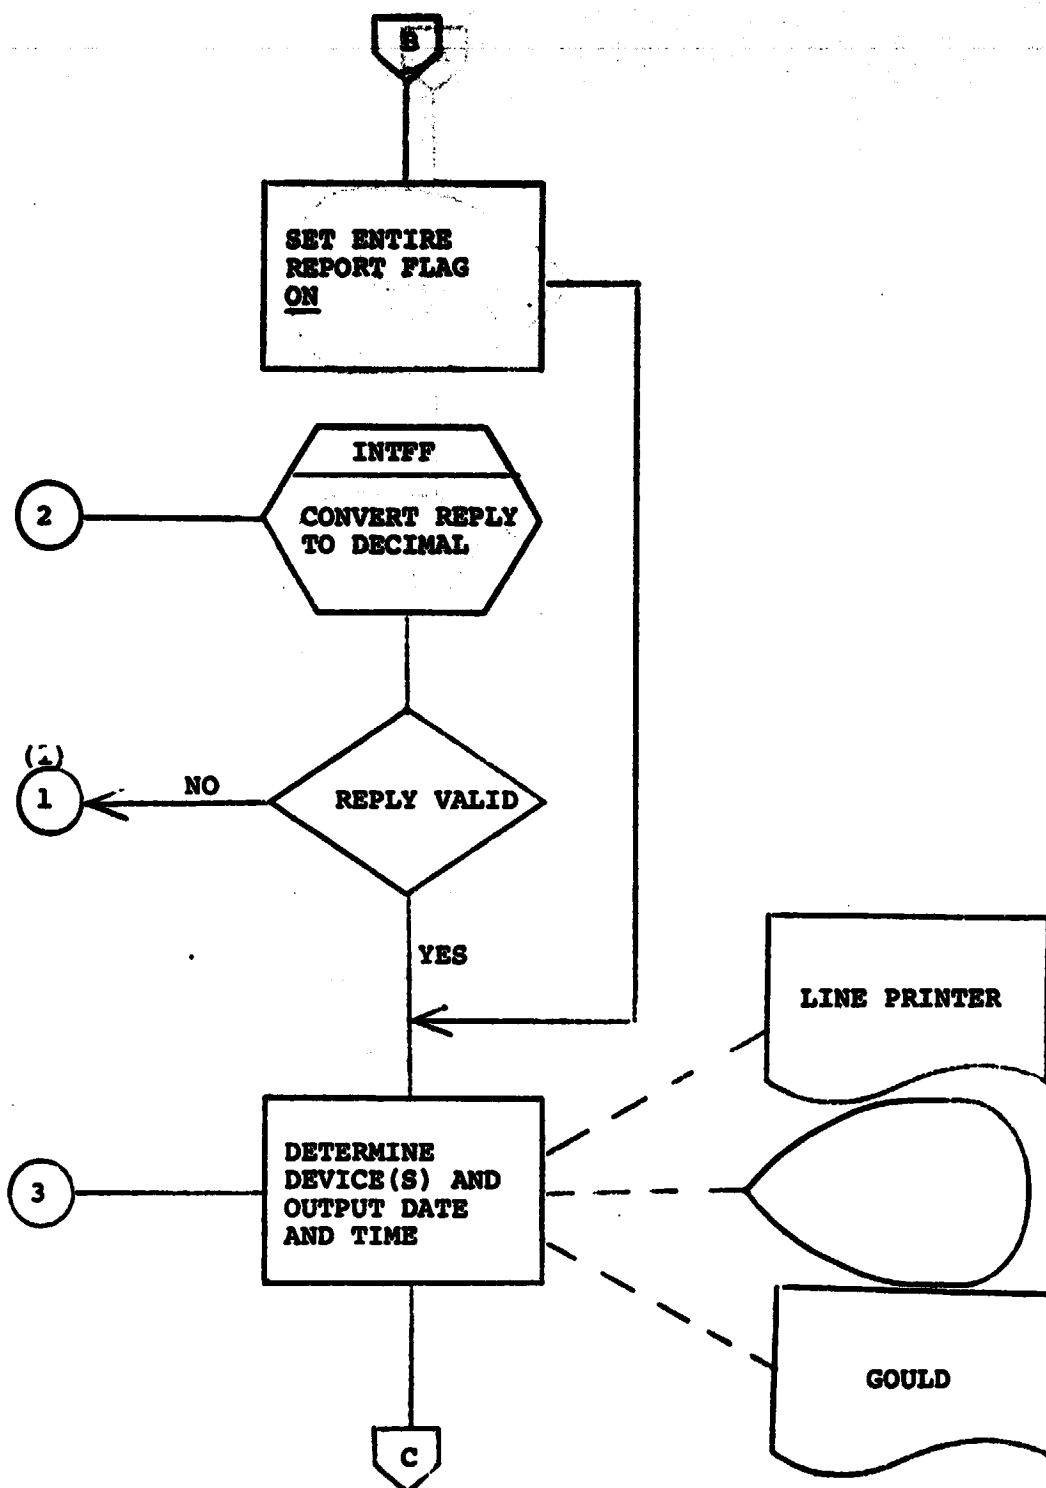 B
SET ENTIRE
REPORT FLAG
ON
INTFF
2
CONVERT REPLY
TO DECIMAL
(1)
1
NO
REPLY VALID
YES
LINE PRINTER
3
DETERMINE
DEVICE(S) AND
OUTPUT DATE
AND TIME
GOULD
C